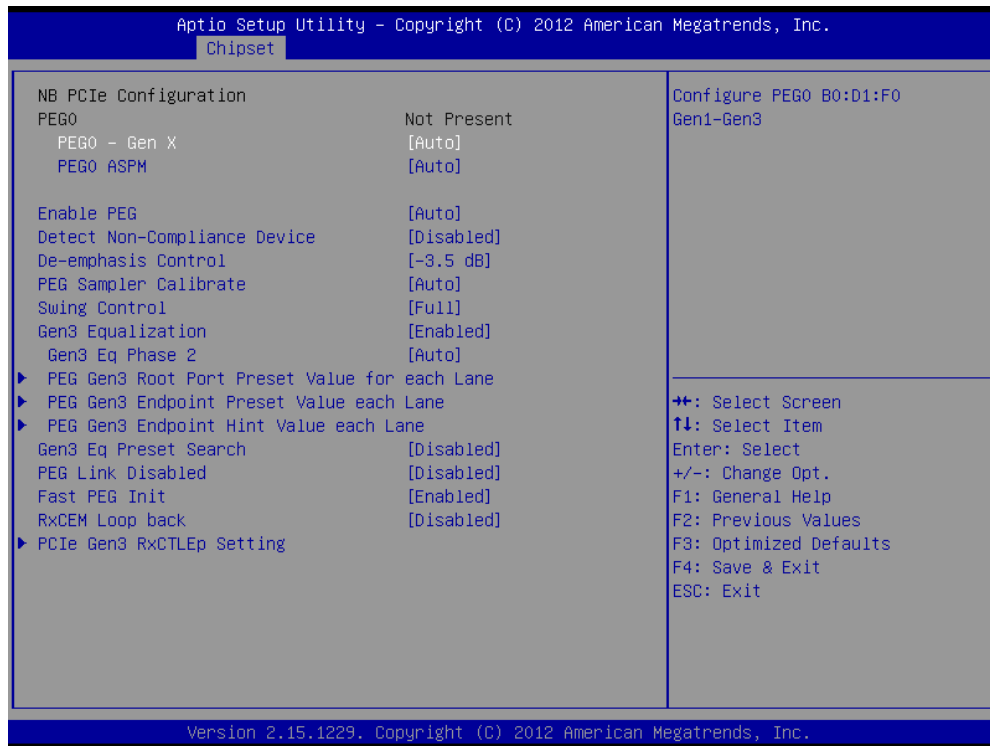 Aptio Setup Utility – Copyright (C) 2012 American Megatrends, Inc.
Chipset
NB PCIe Configuration
PEG0 Not Present
PEG0 – Gen X [Auto]
PEG0 ASPM [Auto]
Enable PEG [Auto]
Detect Non-Compliance Device [Disabled]
De-emphasis Control [-3.5 dB]
PEG Sampler Calibrate [Auto]
Swing Control [Full]
Gen3 Equalization [Enabled]
Gen3 Eq Phase 2 [Auto]
PEG Gen3 Root Port Preset Value for each Lane
PEG Gen3 Endpoint Preset Value each Lane
PEG Gen3 Endpoint Hint Value each Lane
Gen3 Eq Preset Search [Disabled]
PEG Link Disabled [Disabled]
Fast PEG Init [Enabled]
RxCEM Loop back [Disabled]
PCIe Gen3 RxCTLEp Setting
Configure PEG0 B0:D1:F0
Gen1-Gen3
→←: Select Screen
↑↓: Select Item
Enter: Select
+/-: Change Opt.
F1: General Help
F2: Previous Values
F3: Optimized Defaults
F4: Save & Exit
ESC: Exit
Version 2.15.1229. Copyright (C) 2012 American Megatrends, Inc.